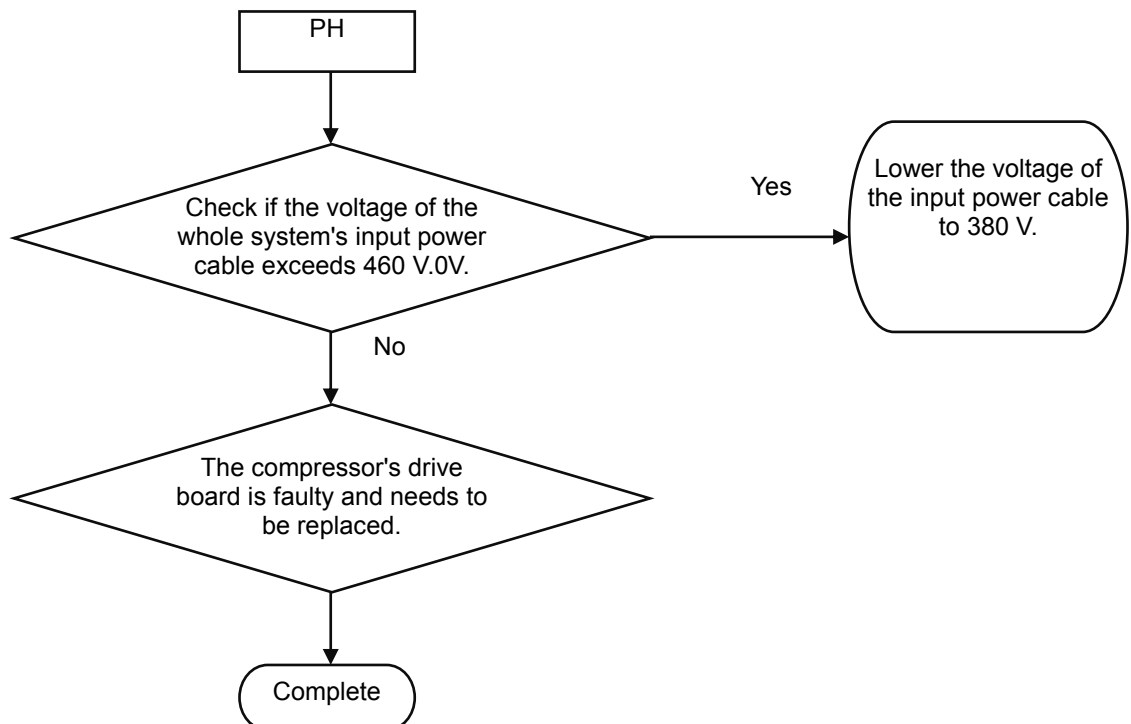 PH
Check if the voltage of the
whole system's input power
cable exceeds 460 V.0V.
Yes
Lower the voltage of
the input power cable
to 380 V.
No
The compressor's drive
board is faulty and needs to
be replaced.
Complete